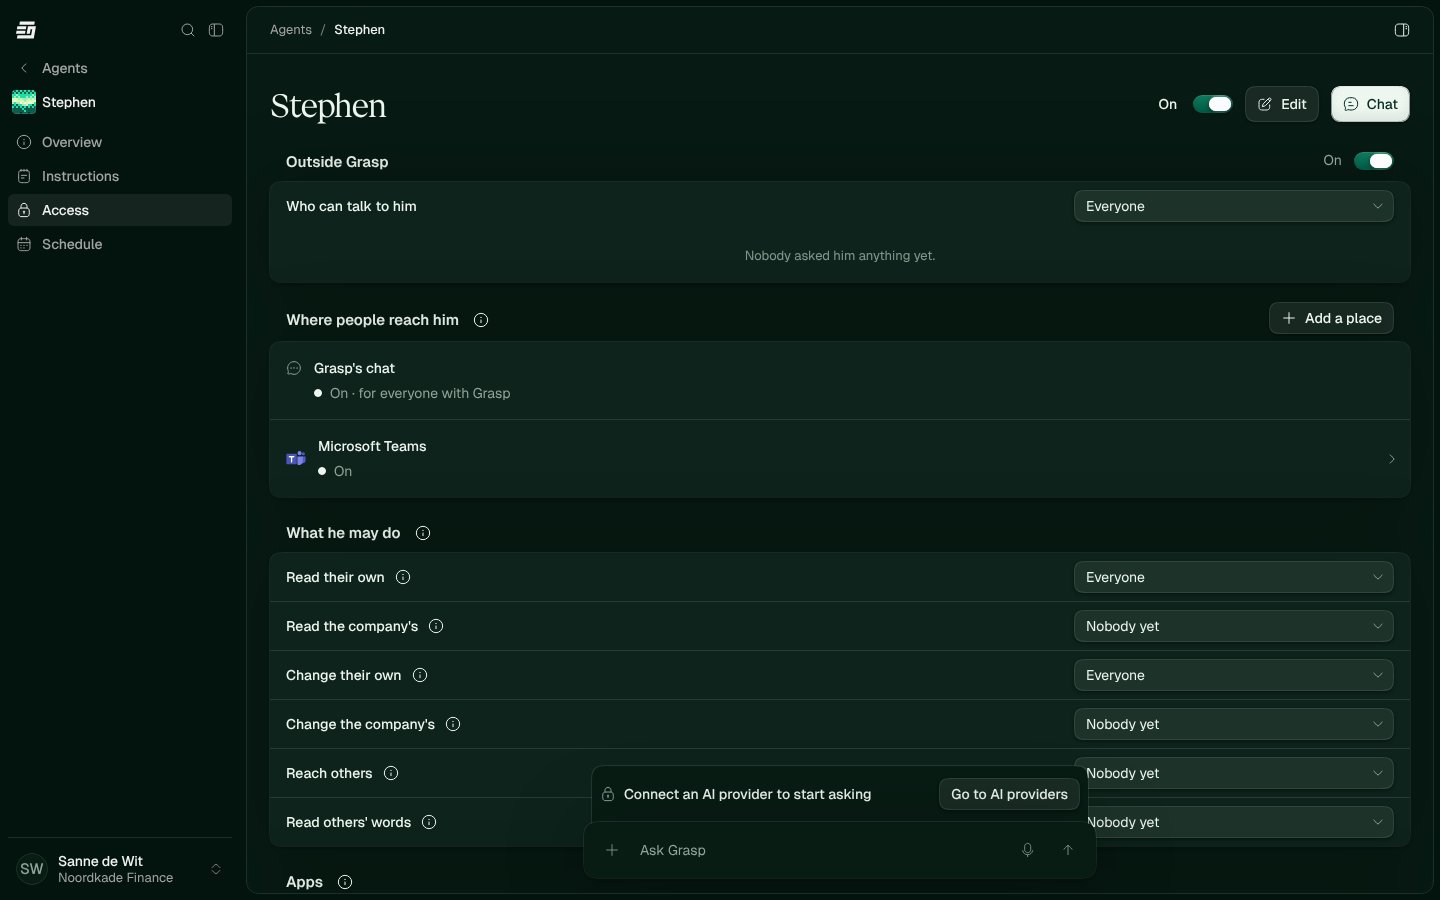 Agents / Stephen
Agents
Stephen
Overview
Instructions
Access
Schedule
SW
Sanne de Wit
Noordkade Finance
Stephen
On
Edit
Chat
Outside Grasp
On
Who can talk to him
Everyone
Nobody asked him anything yet.
Where people reach him
Add a place
Grasp's chat
On · for everyone with Grasp
Microsoft Teams
On
What he may do
Read their own
Everyone
Read the company's
Nobody yet
Change their own
Everyone
Change the company's
Nobody yet
Reach others
Nobody yet
Read others' words
Nobody yet
Connect an AI provider to start asking
Go to AI providers
Ask Grasp
Apps